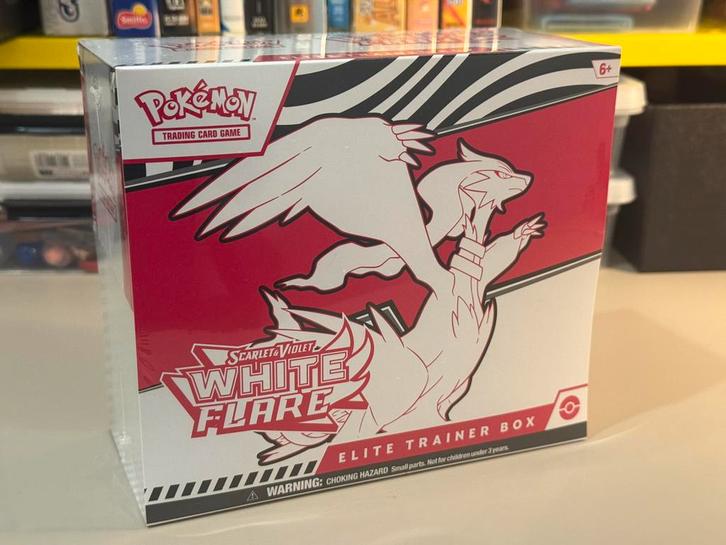 POKéMON
TRADING CARD GAME
6+
SCARLET & VIOLET
WHITE
FLARE
ELITE TRAINER BOX
WARNING: CHOKING HAZARD Small parts. Not for children under 3 years.